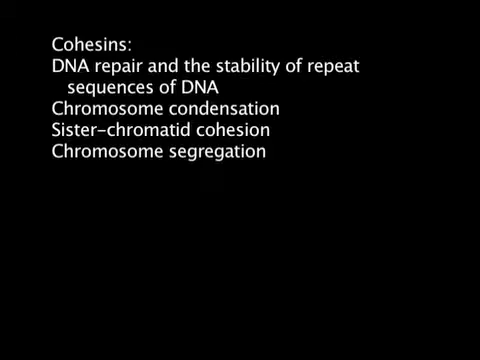 Cohesins:
DNA repair and the stability of repeat
sequences of DNA
Chromosome condensation
Sister-chromatid cohesion
Chromosome segregation